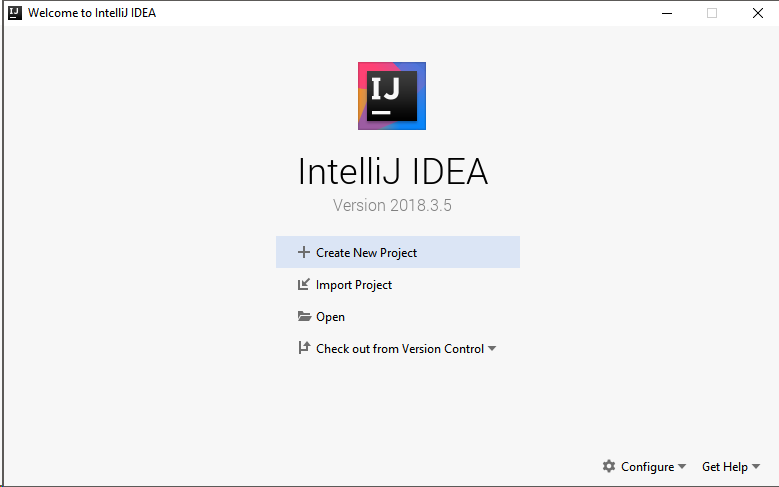 Welcome to IntelliJ IDEA
IJ
IntelliJ IDEA
Version 2018.3.5
Create New Project
Import Project
Open
Check out from Version Control
Configure
Get Help